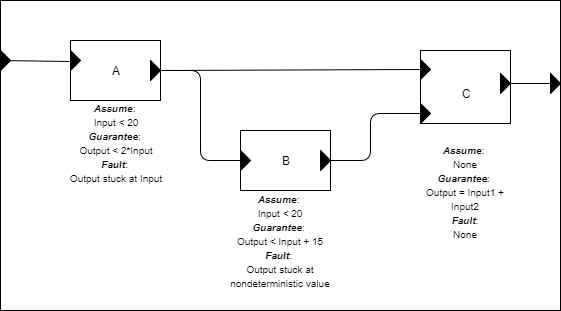 A
Assume:
Input < 20
Guarantee:
Output < 2*Input
Fault:
Output stuck at Input
B
Assume:
Input < 20
Guarantee:
Output < Input + 15
Fault:
Output stuck at
nondeterministic value
C
Assume:
None
Guarantee:
Output = Input1 +
Input2
Fault:
None